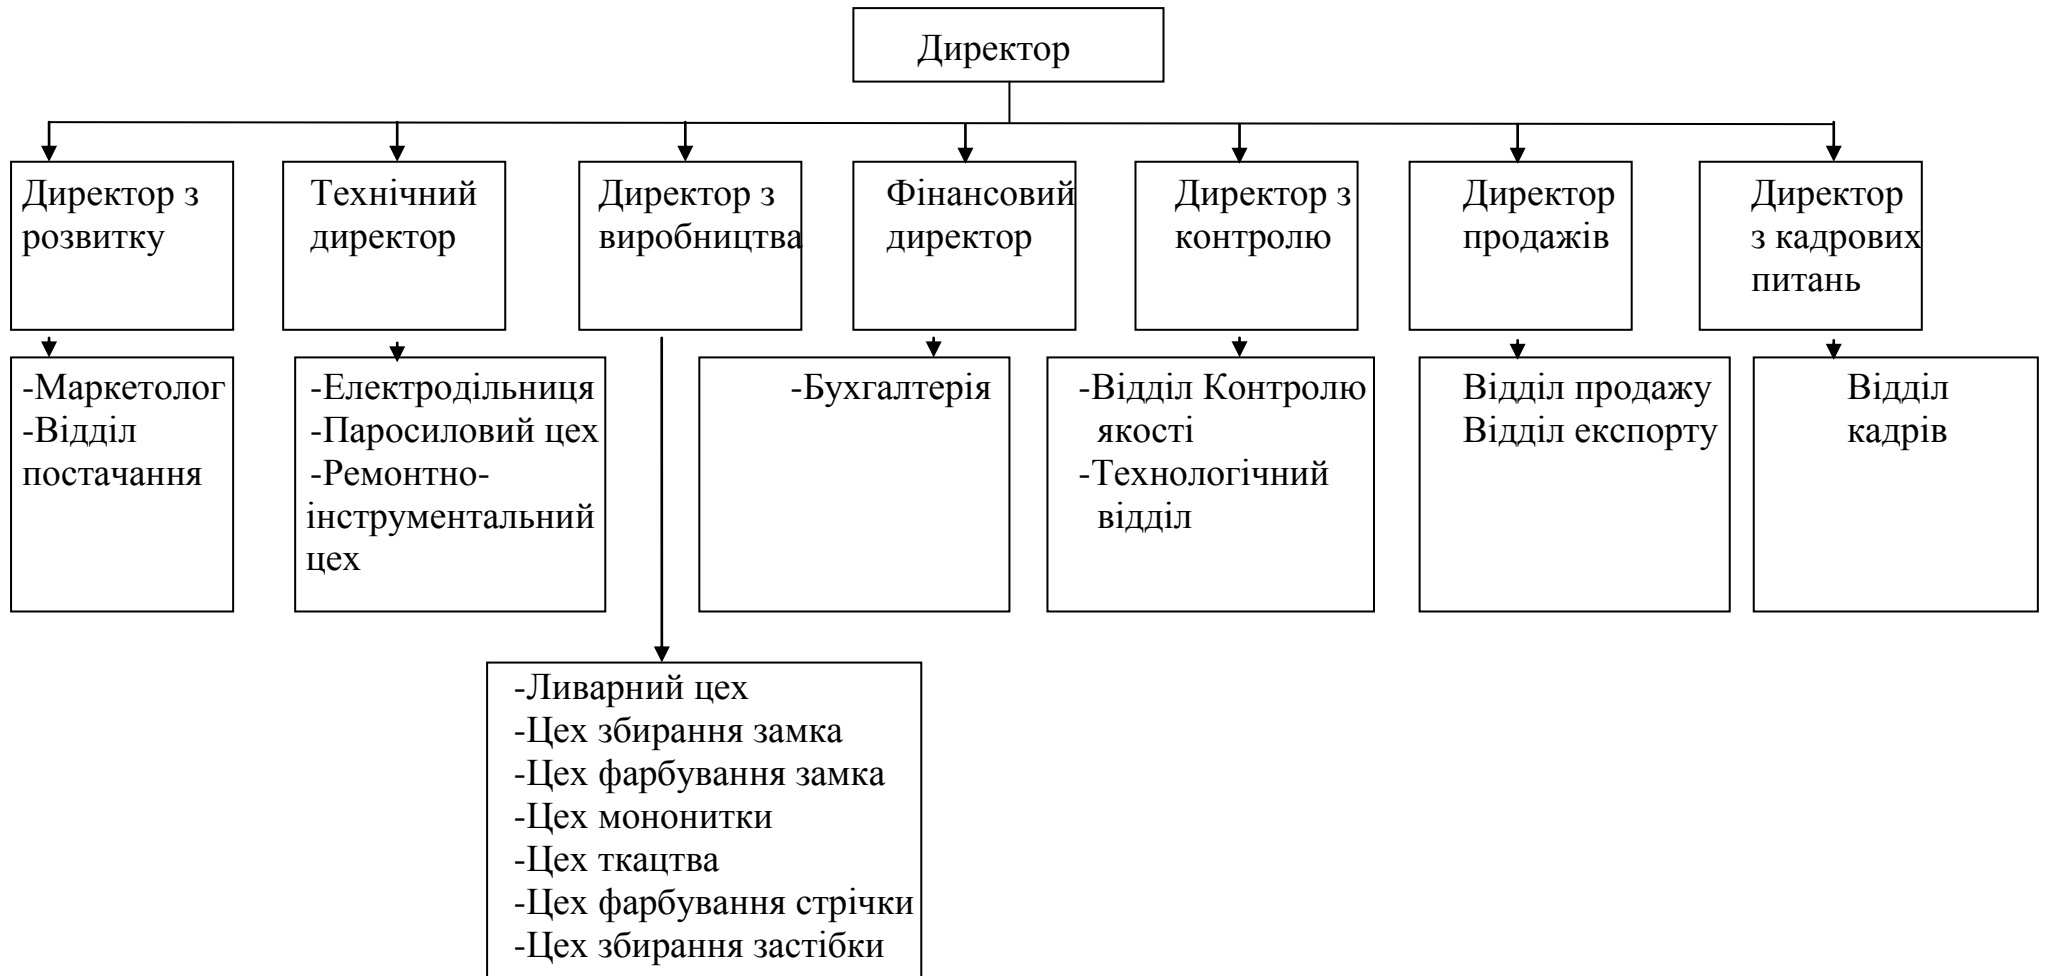 Директор
Директор з
розвитку
Технічний
директор
Директор з
виробництва
Фінансовий
директор
Директор з
контролю
Директор
продажів
Директор
з кадрових
питань
-Маркетолог
-Відділ
постачання
-Електродільниця
-Паросиловий цех
-Ремонтно-
інструментальний
цех
-Бухгалтерія
-Відділ Контролю
якості
-Технологічний
відділ
Відділ продажу
Відділ експорту
Відділ
кадрів
-Ливарний цех
-Цех збирання замка
-Цех фарбування замка
-Цех мононитки
-Цех ткацтва
-Цех фарбування стрічки
-Цех збирання застібки